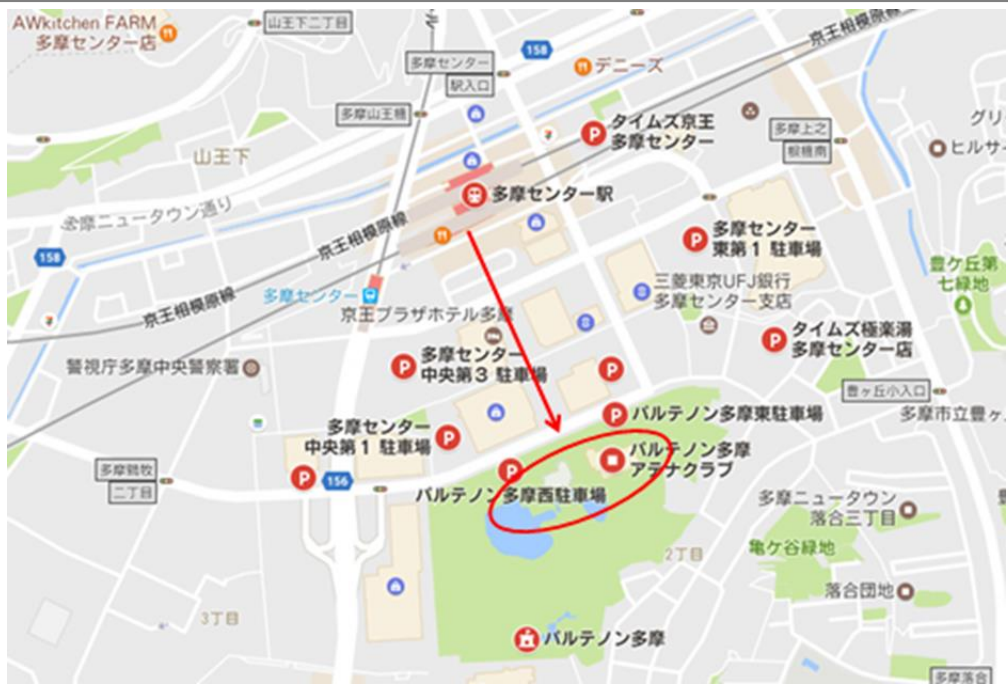 AWkitchen FARM
多摩センター店
山王下二丁目
158
多摩センター
駅入口
デニーズ
京王相模原線
多摩山王橋
タイムズ京王
多摩センター
多摩上之
根橋南
グリ
ヒルサ
山王下
多摩センター駅
多摩ニュータウン通り
京王相模原線
158
多摩センター
東第1 駐車場
豊ケ丘第
七緑地
三菱東京UFJ銀行
多摩センター支店
多摩センター
京王相模原線
京王プラザホテル多摩
タイムズ極楽湯
多摩センター店
警視庁多摩中央警察署
多摩センター
中央第3 駐車場
豊ヶ丘小入口
パルテノン多摩東駐車場
多摩市立豊ヶ
多摩センター
中央第1 駐車場
パルテノン多摩
アテナクラブ
多摩鶴牧
二丁目
156
パルテノン多摩西駐車場
多摩ニュータウン
落合三丁目
2丁目
亀ケ谷緑地
落合団地
3丁目
パルテノン多摩
多摩落合